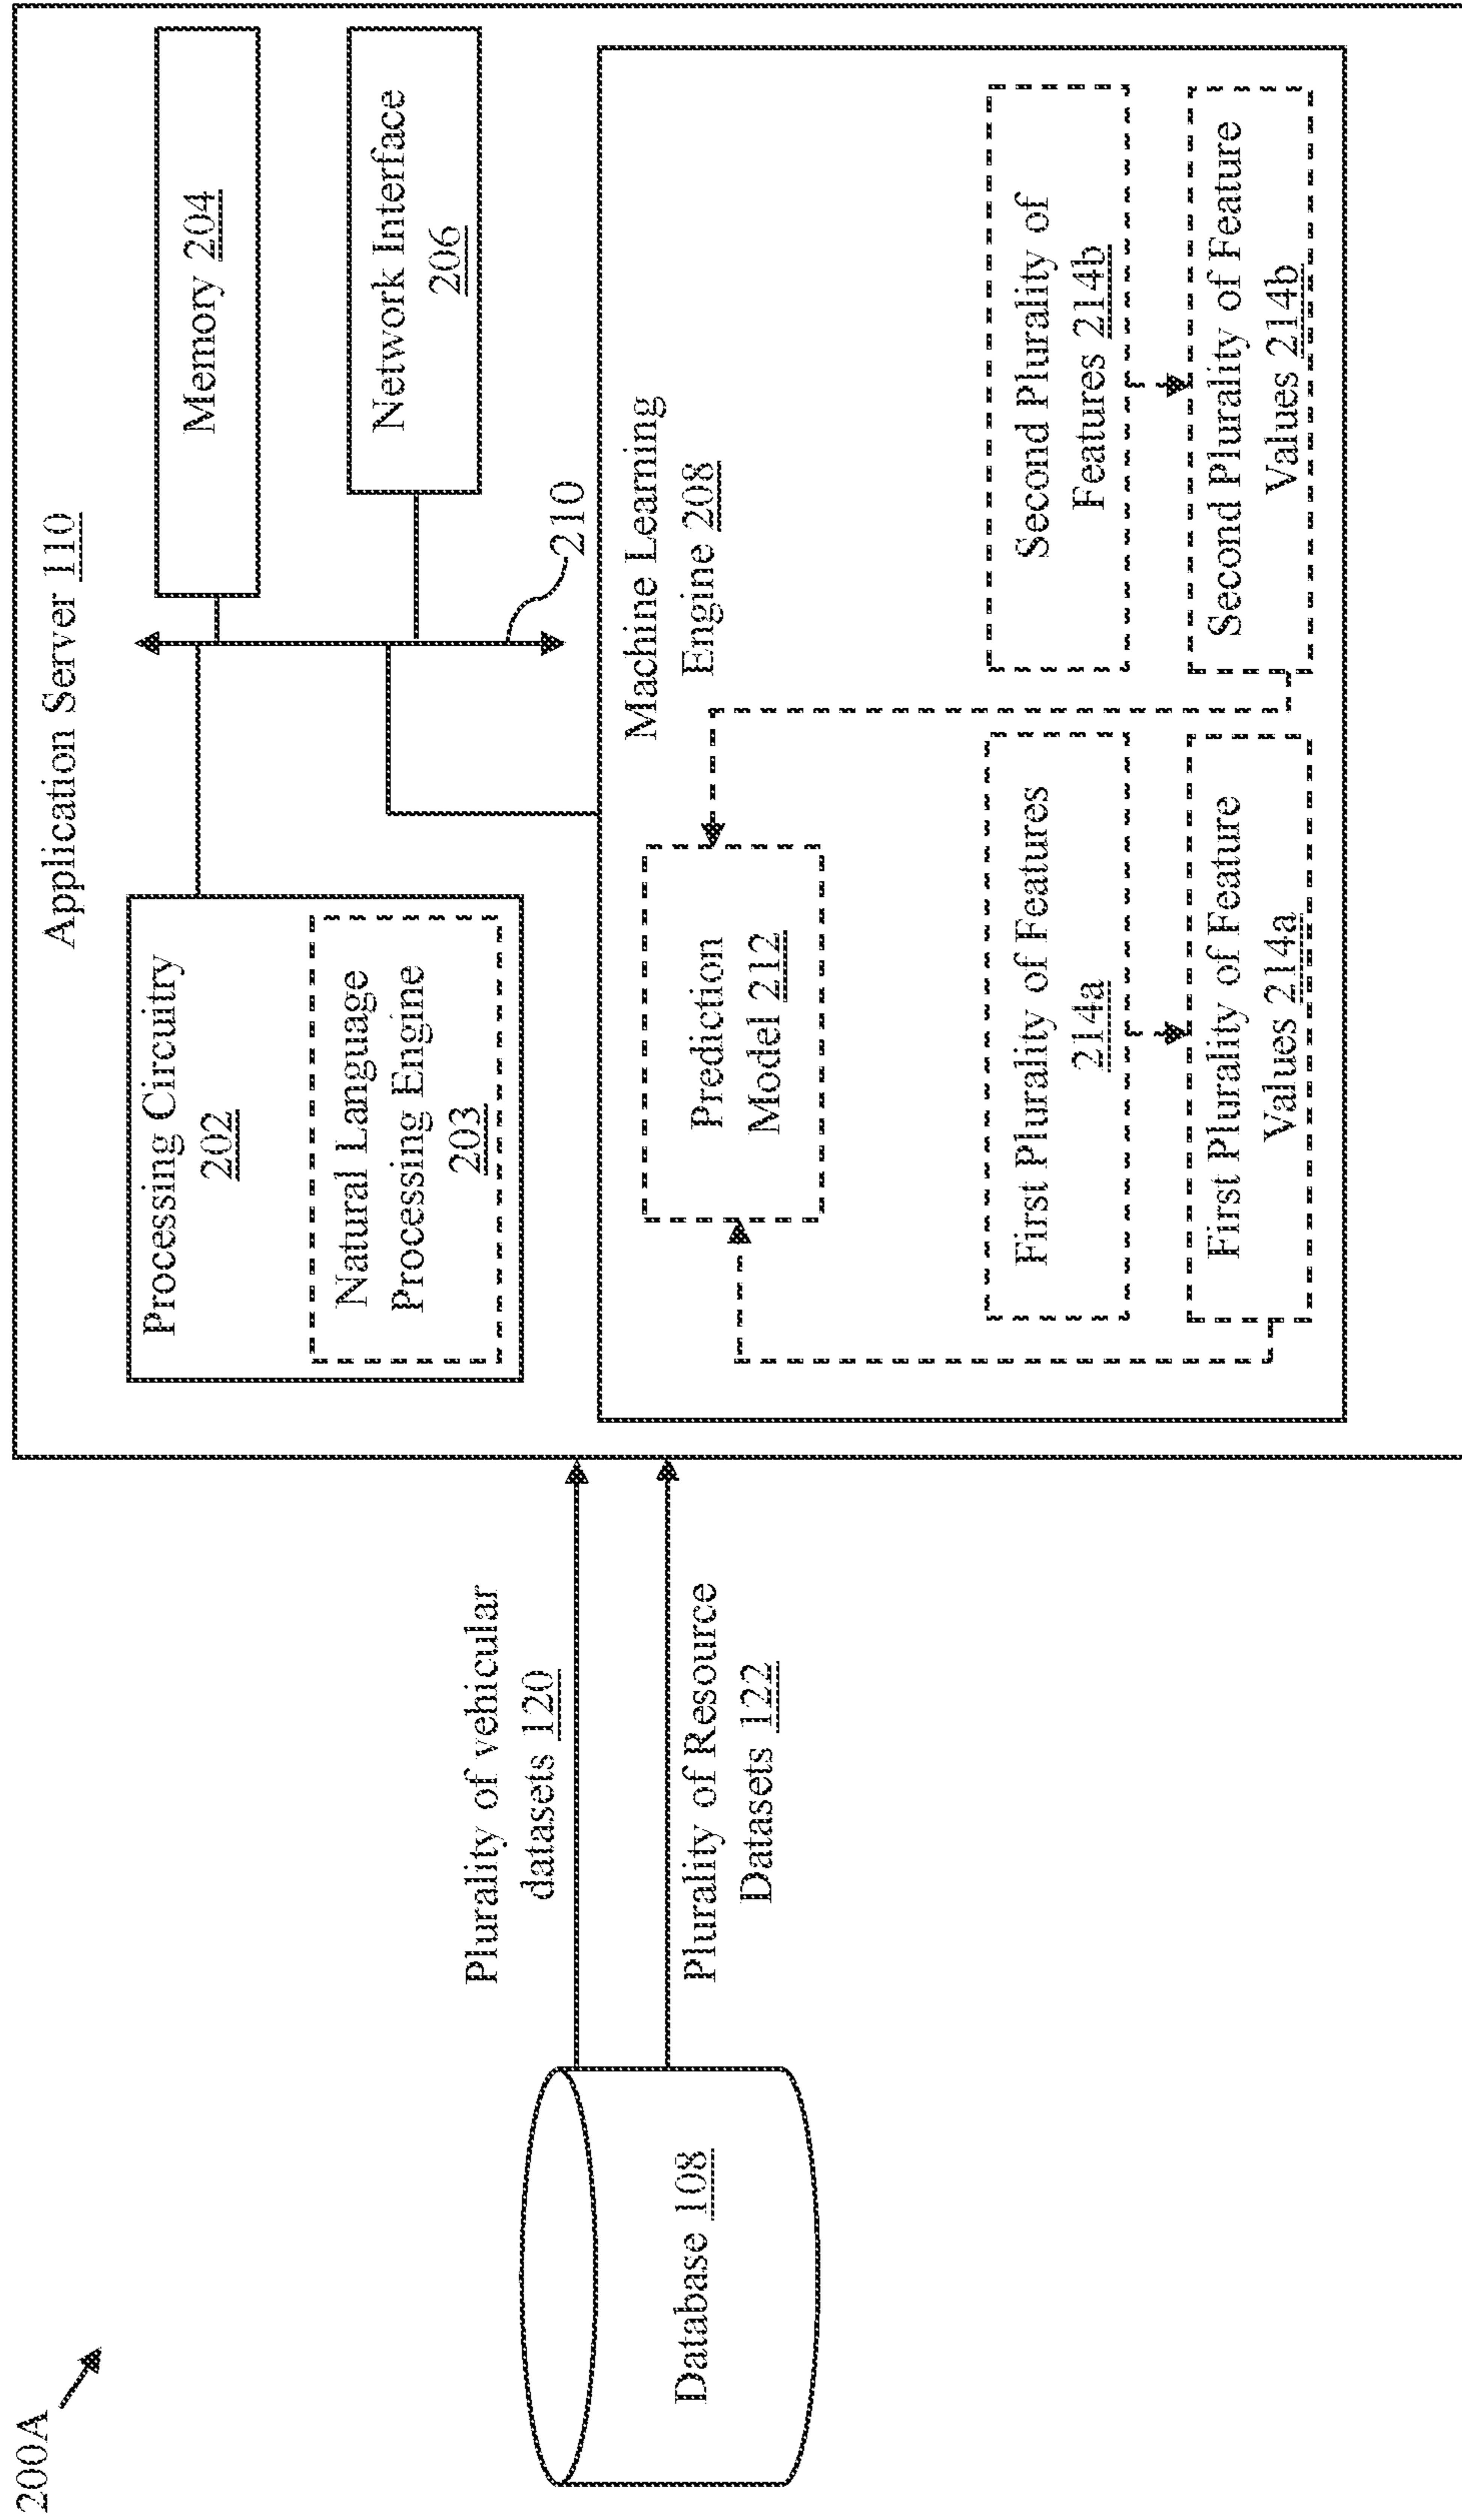 200A
Application Server 110
Processing Circuitry
202
Natural Language
Processing Engine
203
Memory 204
Network Interface
206
210
Plurality of vehicular
datasets 120
Plurality of Resource
Datasets 122
Database 108
Machine Learning
Engine 208
Prediction
Model 212
First Plurality of Features
214a
Second Plurality of
Features 214b
First Plurality of Feature
Values 214a
Second Plurality of Feature
Values 214b